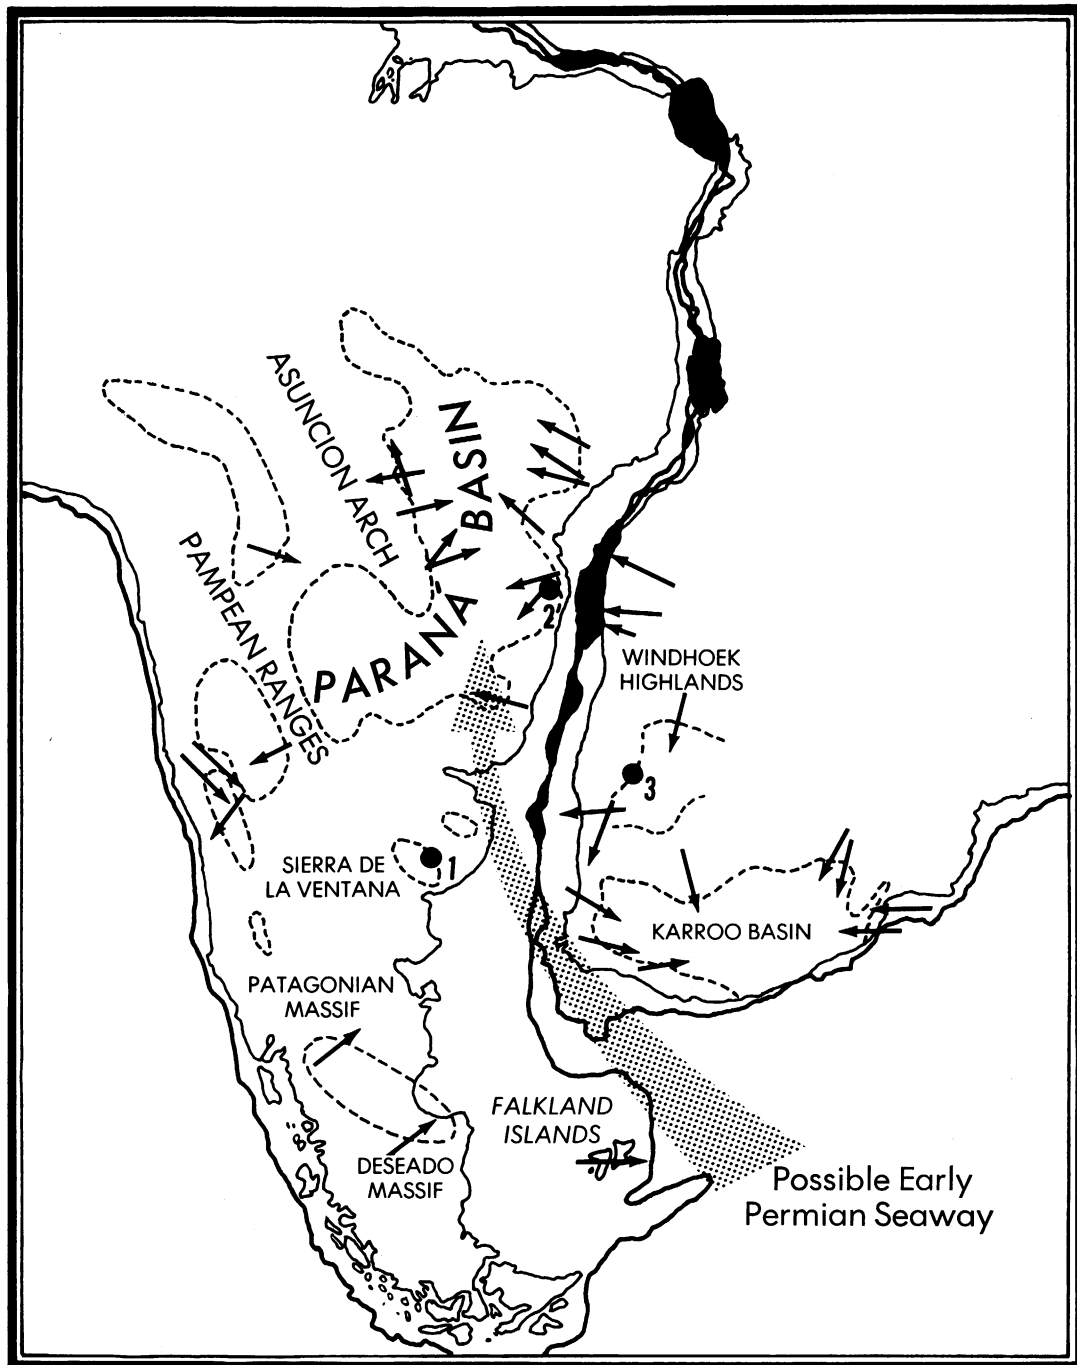 ASUNCION ARCH
BASIN
PARANA
PAMPEAN RANGES
2
WINDHOEK
HIGHLANDS
3
1
SIERRA DE
LA VENTANA
KARROO BASIN
PATAGONIAN
MASSIF
FALKLAND
ISLANDS
DESEADO
MASSIF
Possible Early
Permian Seaway